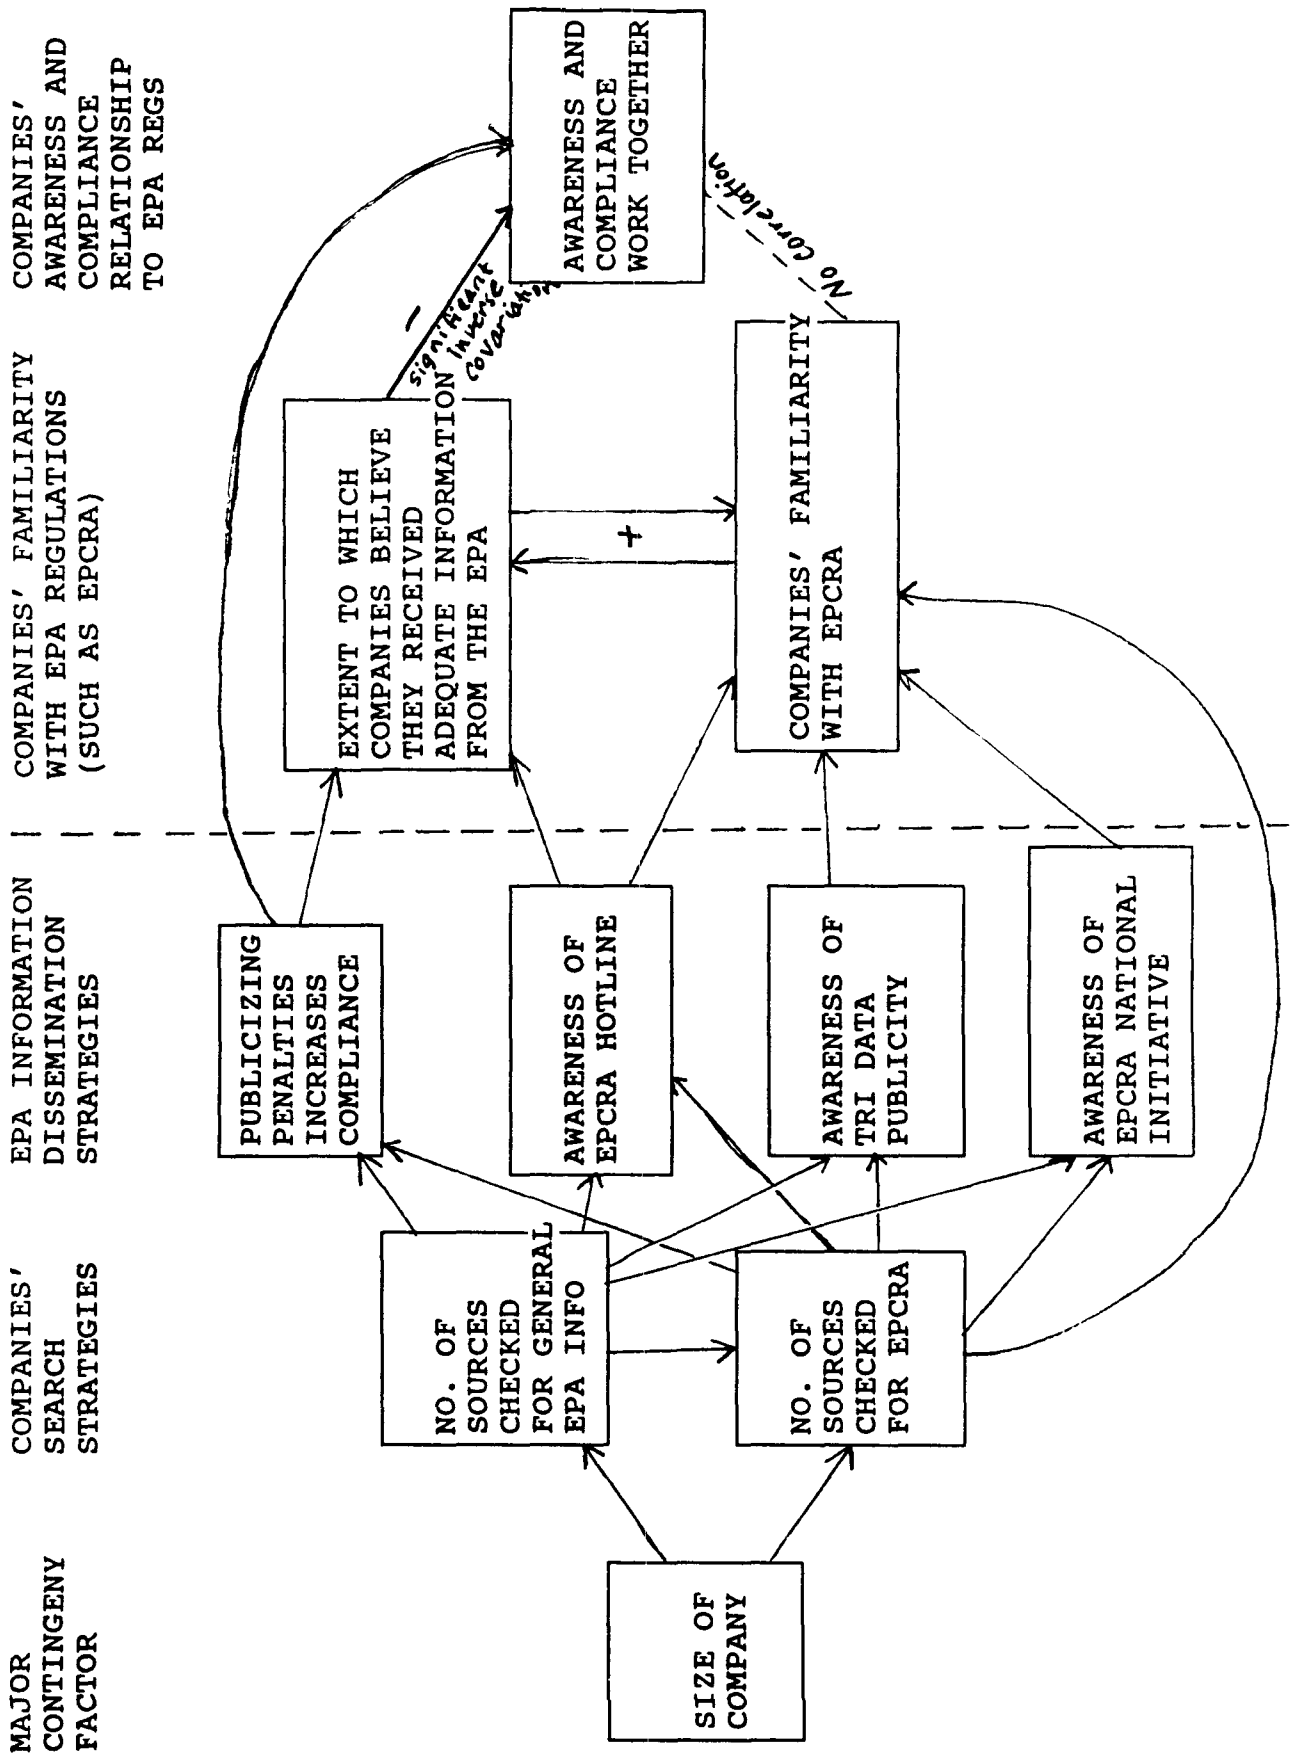 MAJOR
CONTINGENY
FACTOR
COMPANIES'
SEARCH
STRATEGIES
EPA INFORMATION
DISSEMINATION
STRATEGIES
COMPANIES' FAMILIARITY
WITH EPA REGULATIONS
(SUCH AS EPCRA)
COMPANIES'
AWARENESS AND
COMPLIANCE
RELATIONSHIP
TO EPA REGS
SIZE OF
COMPANY
NO. OF
SOURCES
CHECKED
FOR GENERAL
EPA INFO
NO. OF
SOURCES
CHECKED
FOR EPCRA
PUBLICIZING
PENALTIES
INCREASES
COMPLIANCE
AWARENESS OF
EPCRA HOTLINE
AWARENESS OF
TRI DATA
PUBLICITY
AWARENESS OF
EPCRA NATIONAL
INITIATIVE
EXTENT TO WHICH
COMPANIES BELIEVE
THEY RECEIVED
ADEQUATE INFORMATION
FROM THE EPA
+
COMPANIES' FAMILIARITY
WITH EPCRA
−
significant
inverse
covariation
AWARENESS AND
COMPLIANCE
WORK TOGETHER
No correlation